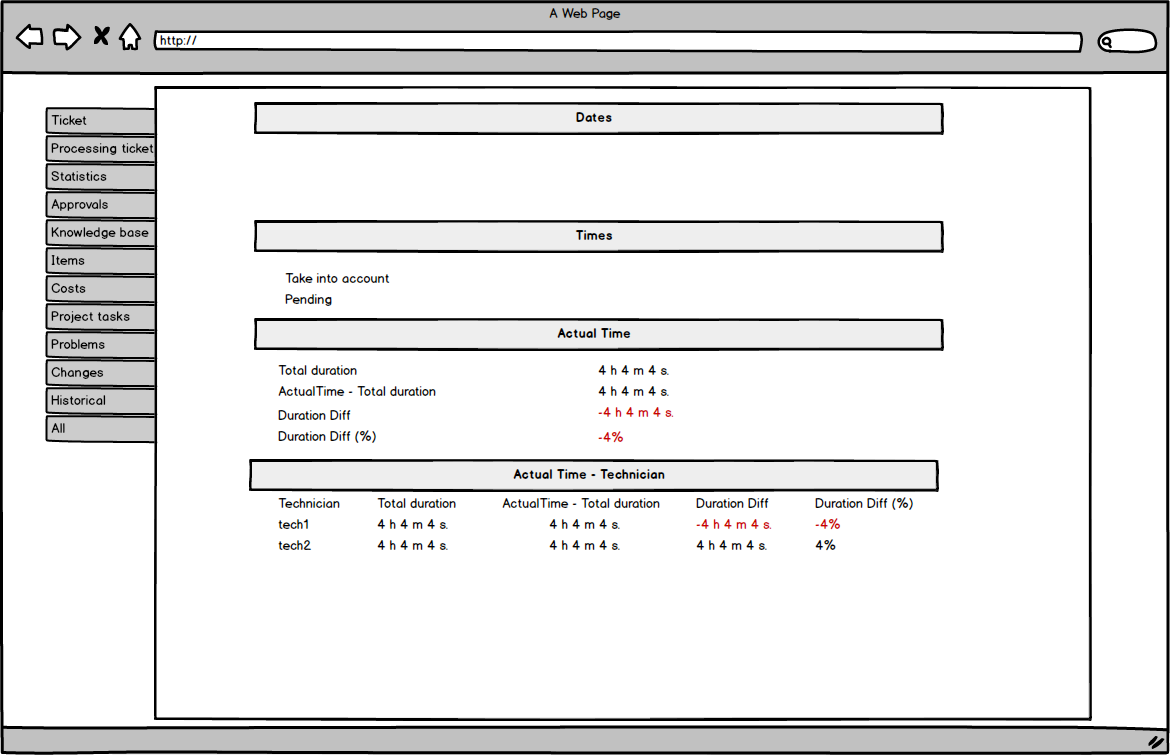 A Web Page
http://
Ticket
Processing ticket
Statistics
Approvals
Knowledge base
Items
Costs
Project tasks
Problems
Changes
Historical
All
Dates
Times
Take into account
Pending
Actual Time
Total duration 4 h 4 m 4 s.
ActualTime - Total duration 4 h 4 m 4 s.
Duration Diff -4 h 4 m 4 s.
Duration Diff (%) -4%
Actual Time - Technician
Technician Total duration ActualTime - Total duration Duration Diff Duration Diff (%)
tech1 4 h 4 m 4 s. 4 h 4 m 4 s. -4 h 4 m 4 s. -4%
tech2 4 h 4 m 4 s. 4 h 4 m 4 s. 4 h 4 m 4 s. 4%